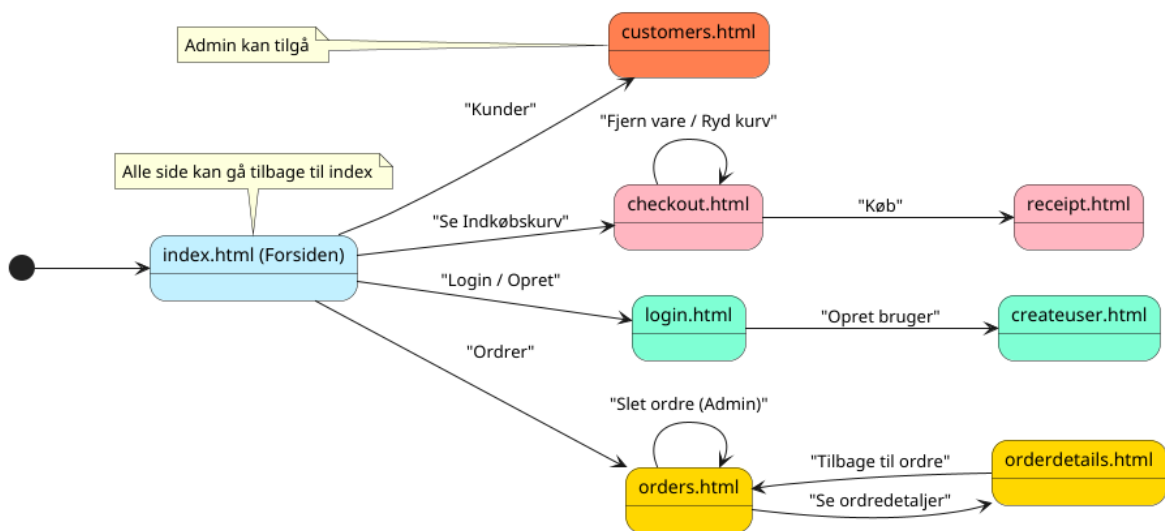 Admin kan tilgå
customers.html
"Kunder"
"Fjern vare / Ryd kurv"
Alle side kan gå tilbage til index
checkout.html
"Køb"
receipt.html
"Se Indkøbskurv"
index.html (Forsiden)
"Login / Opret"
login.html
"Opret bruger"
createuser.html
"Ordrer"
"Slet ordre (Admin)"
"Tilbage til ordre"
orderdetails.html
orders.html
"Se ordredetaljer"